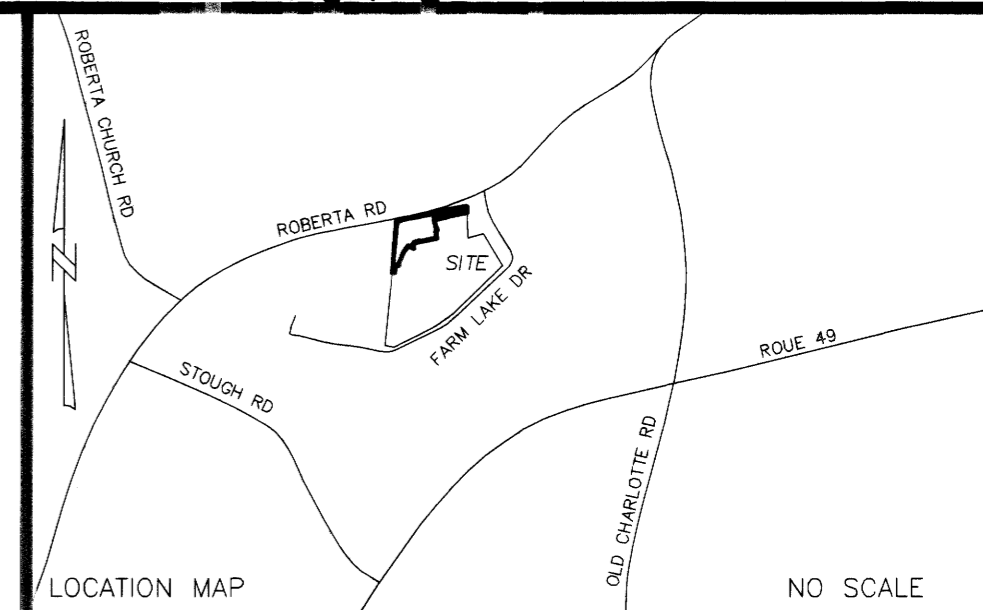 ROBERTA CHURCH RD
ROBERTA RD
N
SITE
FARM LAKE DR
ROUE 49
STOUGH RD
OLD CHARLOTTE RD
LOCATION MAP
NO SCALE